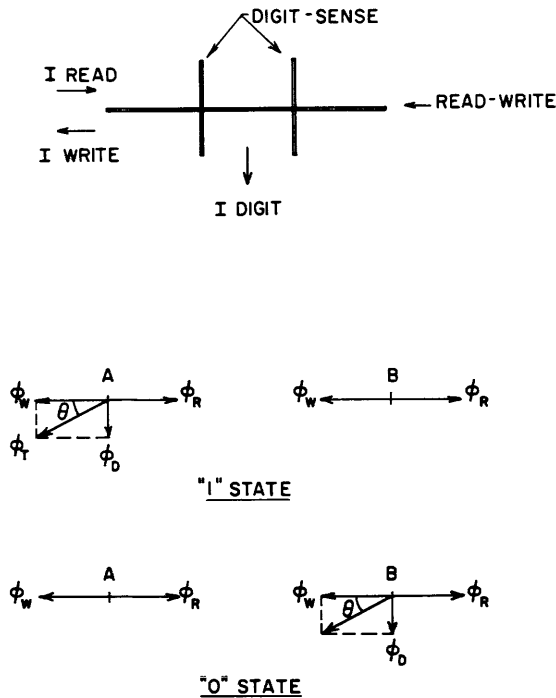 DIGIT-SENSE
I READ
READ-WRITE
I WRITE
I DIGIT
A B
ϕW θ ϕR ϕW ϕR
ϕT ϕD
"1" STATE
A B
ϕW ϕR ϕW θ ϕR
ϕD
"0" STATE